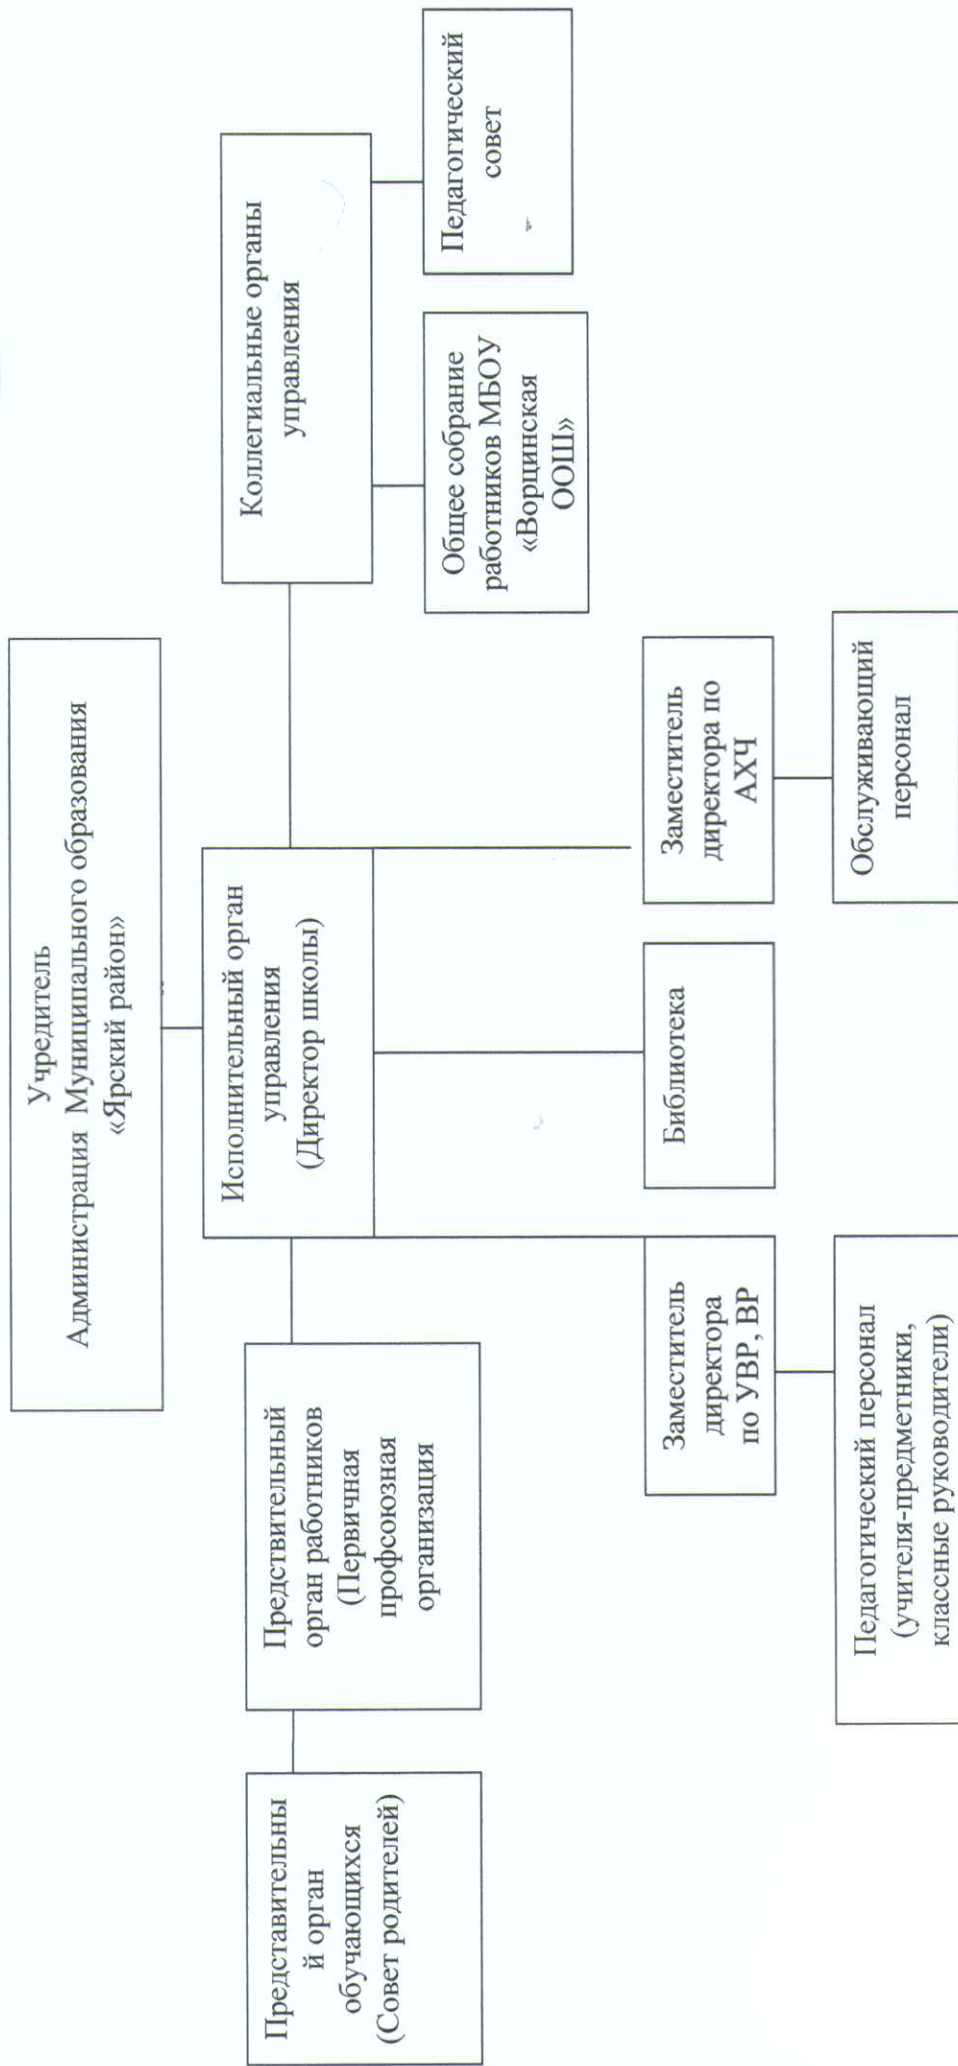 Учредитель
Администрация Муниципального образования
«Ярский район»
Представительны
й орган
обучающихся
(Совет родителей)
Предствительный
орган работников
(Первичная
профсоюзная
организация
Исполнительный орган
управления
(Директор школы)
Коллегиальные органы
управления
Общее собрание
работников МБОУ
«Ворцинская
ООШ»
Педагогический
совет
Заместитель
директора
по УВР, ВР
Библиотека
Заместитель
директора по
АХЧ
Педагогический персонал
(учителя-предметники,
классные руководители)
Обслуживающий
персонал